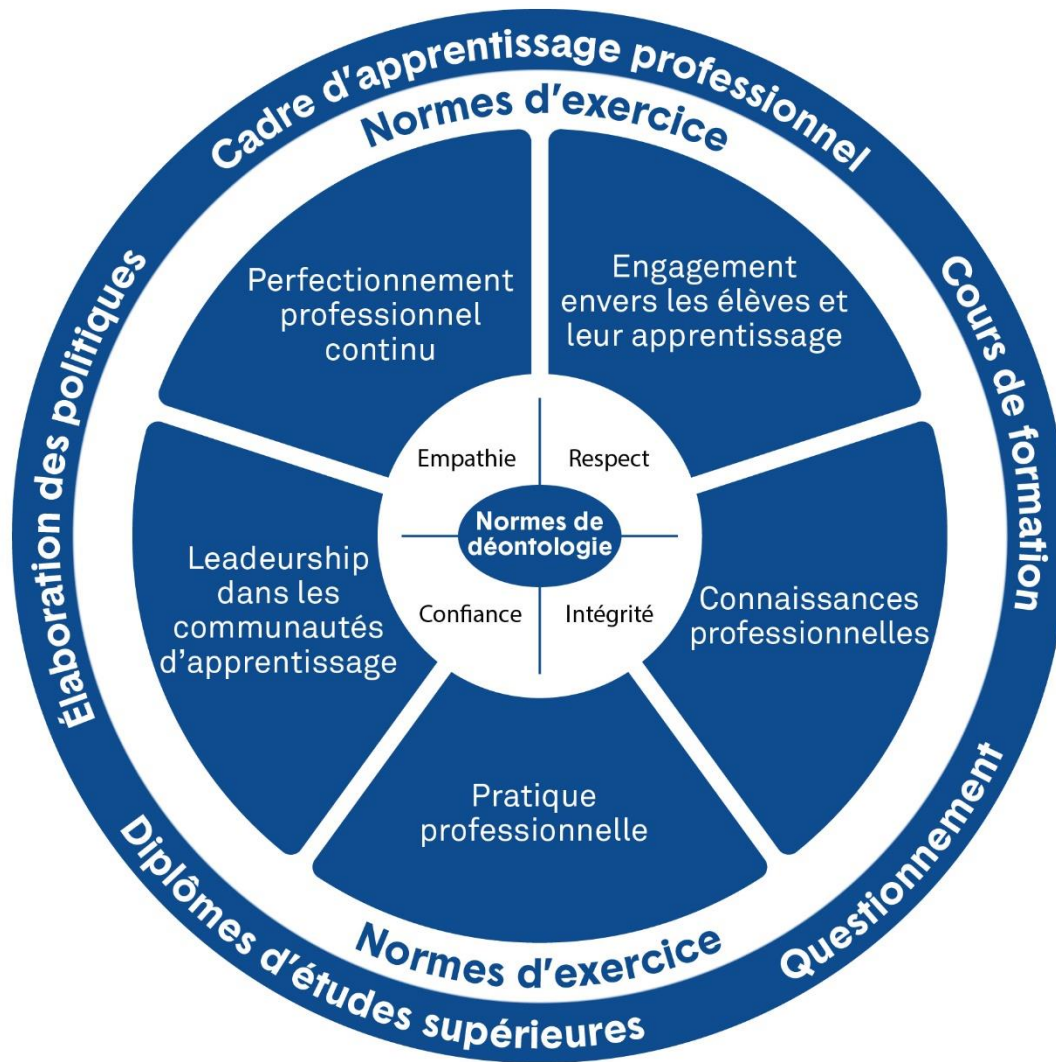 Cadre d'apprentissage professionnel
Cours de formation
Questionnement
Diplômes d'études supérieures
Élaboration des politiques
Normes d'exercice
Perfectionnement
professionnel
continu
Engagement
envers les élèves et
leur apprentissage
Connaissances
professionnelles
Pratique
professionnelle
Leadeurship
dans les
communautés
d'apprentissage
Empathie
Respect
Normes de
déontologie
Confiance
Intégrité
Normes d'exercice